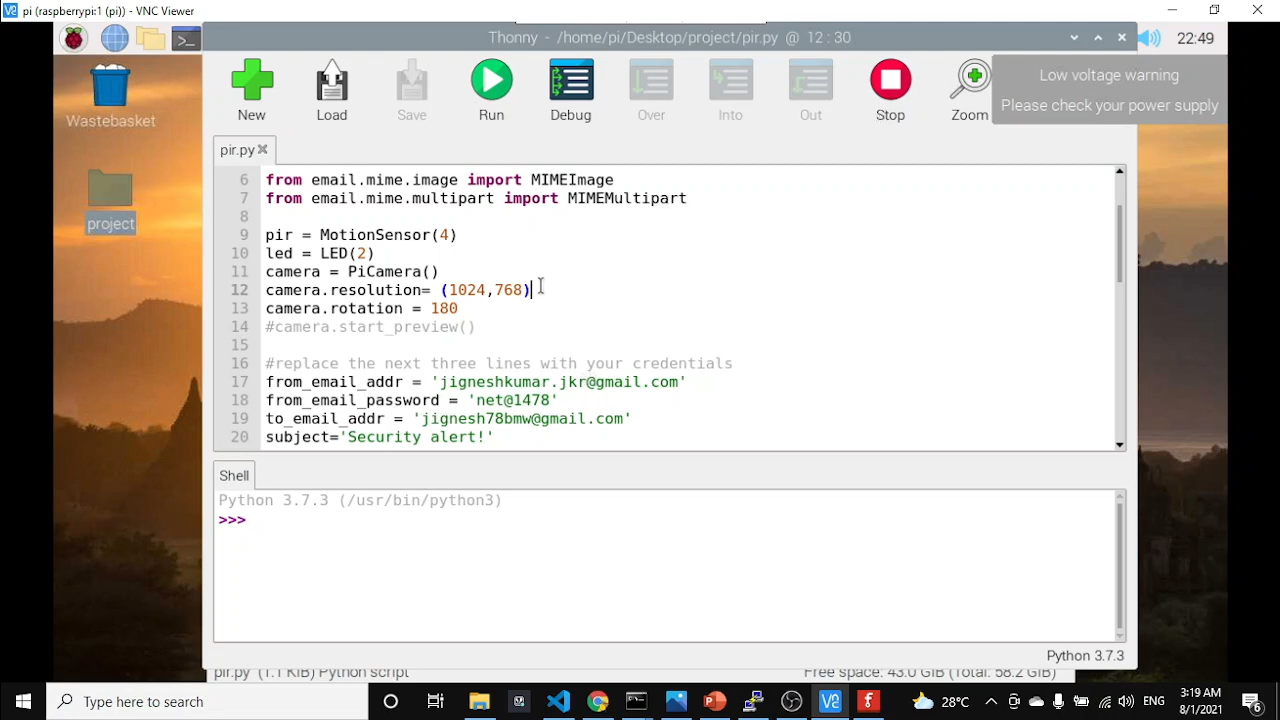 pi (raspberrypi:1 (pi)) - VNC Viewer
Thonny - /home/pi/Desktop/project/pir.py @ 12 : 30
22:49
Low voltage warning
Please check your power supply
Wastebasket
project
New
Load
Save
Run
Debug
Over
Into
Out
Stop
Zoom
pir.py
6 from email.mime.image import MIMEImage
7 from email.mime.multipart import MIMEMultipart
8
9 pir = MotionSensor(4)
10 led = LED(2)
11 camera = PiCamera()
12 camera.resolution= (1024,768)
13 camera.rotation = 180
14 #camera.start_preview()
15
16 #replace the next three lines with your credentials
17 from_email_addr = 'jigneshkumar.jkr@gmail.com'
18 from_email_password = 'net@1478'
19 to_email_addr = 'jignesh78bmw@gmail.com'
20 subject='Security alert!'
Shell
Python 3.7.3 (/usr/bin/python3)
>>>
Python 3.7.3
pir.py (1.1 KiB) Python script
Free space: 43.0 GiB (Total: 58.2 GiB)
Type here to search
28°C
ENG
3:19 AM
8/1/2021
6